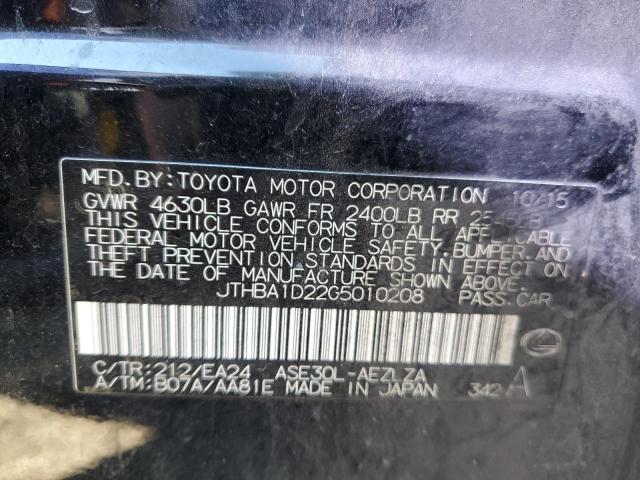 MFD. BY: TOYOTA MOTOR CORPORATION 10/15
GVWR 4630LB GAWR FR 2400LB RR
THIS VEHICLE CONFORMS TO ALL APPLICABLE
FEDERAL MOTOR VEHICLE SAFETY, BUMPER, AND
THEFT PREVENTION STANDARDS IN EFFECT ON
THE DATE OF MANUFACTURE SHOWN ABOVE.
JTHBA1D22G5010208 PASS. CAR
C/TR: 212/EA24 ASE30L-AEZLZA
A/TM: B07A/AA81E MADE IN JAPAN 342 A